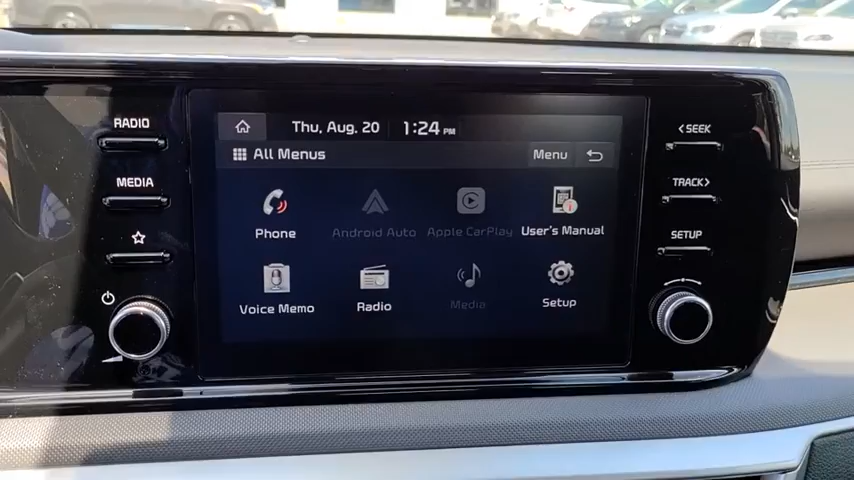 RADIO
MEDIA
Thu, Aug. 20 1:24 PM
All Menus
Menu
Phone
Android Auto
Apple CarPlay
User's Manual
Voice Memo
Radio
Media
Setup
<SEEK
TRACK>
SETUP